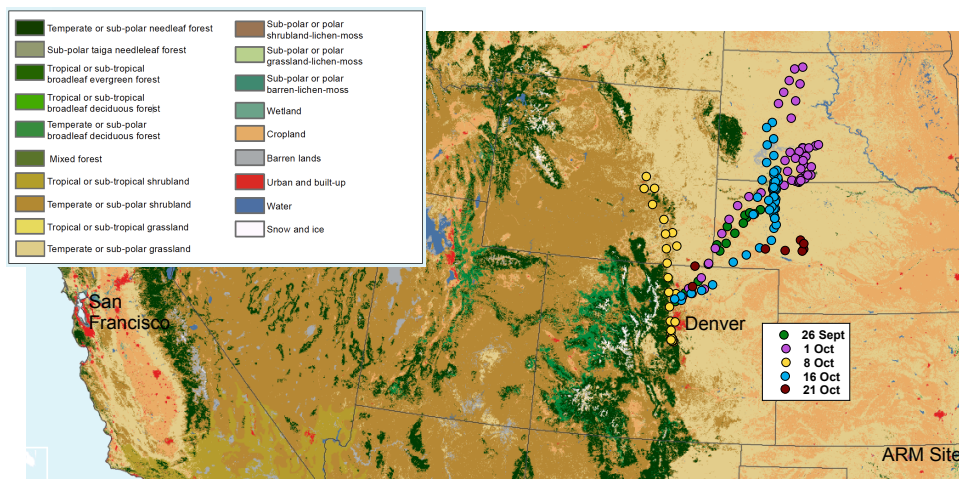 Temperate or sub-polar needleaf forest
Sub-polar taiga needleleaf forest
Tropical or sub-tropical
broadleaf evergreen forest
Tropical or sub-tropical
broadleaf deciduous forest
Temperate or sub-polar
broadleaf deciduous forest
Mixed forest
Tropical or sub-tropical shrubland
Temperate or sub-polar shrubland
Tropical or sub-tropical grassland
Temperate or sub-polar grassland
Sub-polar or polar
shrubland-lichen-moss
Sub-polar or polar
grassland-lichen-moss
Sub-polar or polar
barren-lichen-moss
Wetland
Cropland
Barren lands
Urban and built-up
Water
Snow and ice
San
Francisco
Denver
26 Sept
1 Oct
8 Oct
16 Oct
21 Oct
ARM Site